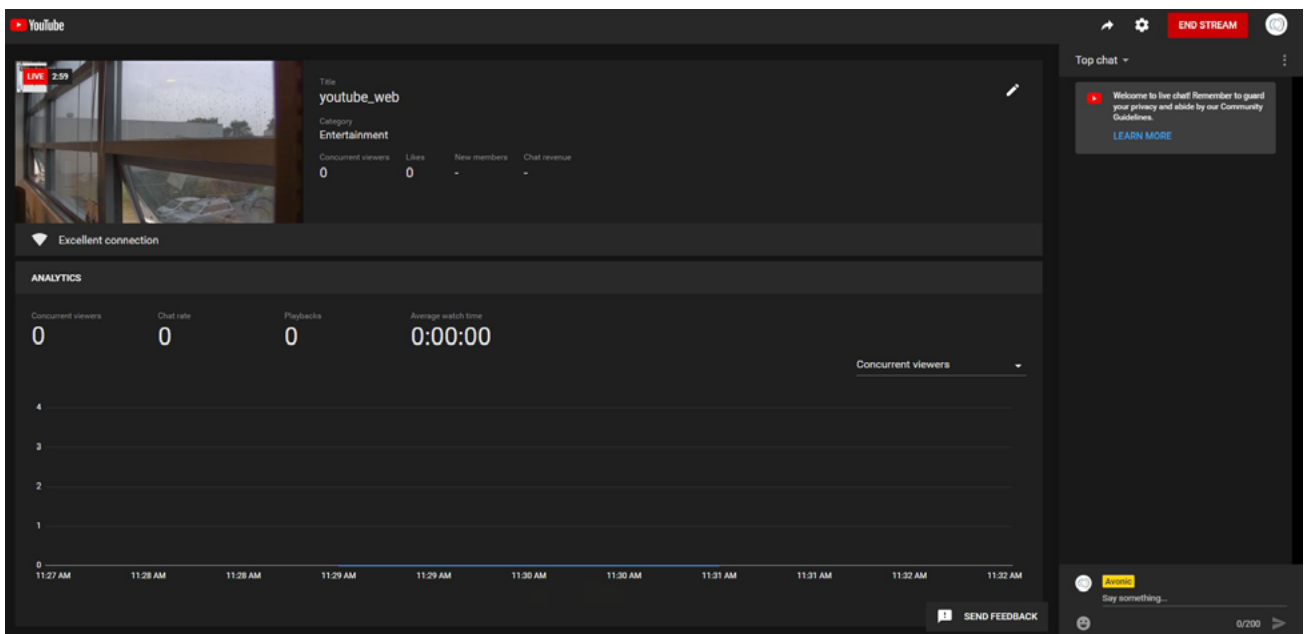 YouTube
END STREAM
LIVE 2:59
Title
youtube_web
Category
Entertainment
Concurrent viewers Likes New members Chat revenue
0 0 - -
Excellent connection
ANALYTICS
Concurrent viewers Chat rate Playbacks Average watch time
0 0 0 0:00:00
Concurrent viewers
4
3
2
1
0
11:27 AM 11:28 AM 11:28 AM 11:29 AM 11:29 AM 11:30 AM 11:30 AM 11:31 AM 11:31 AM 11:32 AM 11:32 AM
SEND FEEDBACK
Top chat
Welcome to live chat! Remember to guard
your privacy and abide by our Community
Guidelines.
LEARN MORE
Avonic
Say something...
0/200